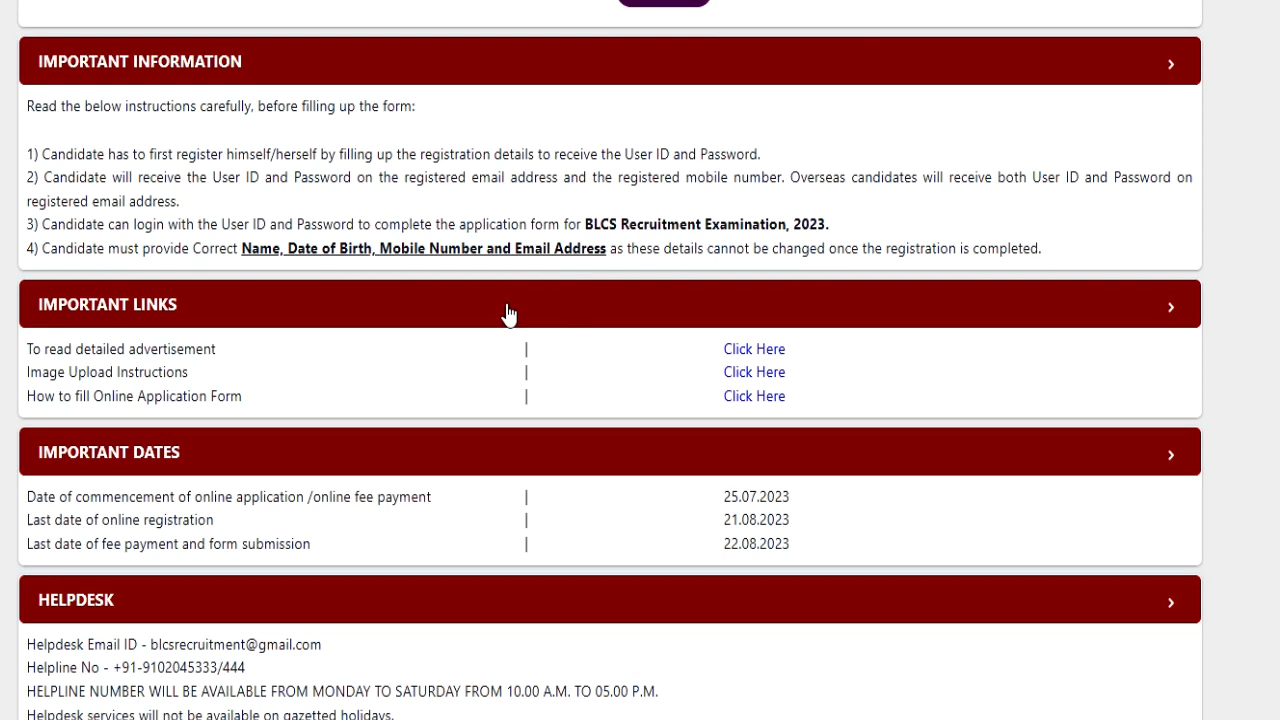 IMPORTANT INFORMATION ›
Read the below instructions carefully, before filling up the form:
1) Candidate has to first register himself/herself by filling up the registration details to receive the User ID and Password.
2) Candidate will receive the User ID and Password on the registered email address and the registered mobile number. Overseas candidates will receive both User ID and Password on
registered email address.
3) Candidate can login with the User ID and Password to complete the application form for BLCS Recruitment Examination, 2023.
4) Candidate must provide Correct Name, Date of Birth, Mobile Number and Email Address as these details cannot be changed once the registration is completed.
IMPORTANT LINKS ›
To read detailed advertisement | Click Here
Image Upload Instructions | Click Here
How to fill Online Application Form | Click Here
IMPORTANT DATES ›
Date of commencement of online application /online fee payment | 25.07.2023
Last date of online registration | 21.08.2023
Last date of fee payment and form submission | 22.08.2023
HELPDESK ›
Helpdesk Email ID - blcsrecruitment@gmail.com
Helpline No - +91-9102045333/444
HELPLINE NUMBER WILL BE AVAILABLE FROM MONDAY TO SATURDAY FROM 10.00 A.M. TO 05.00 P.M.
Helpdesk services will not be available on gazetted holidays.